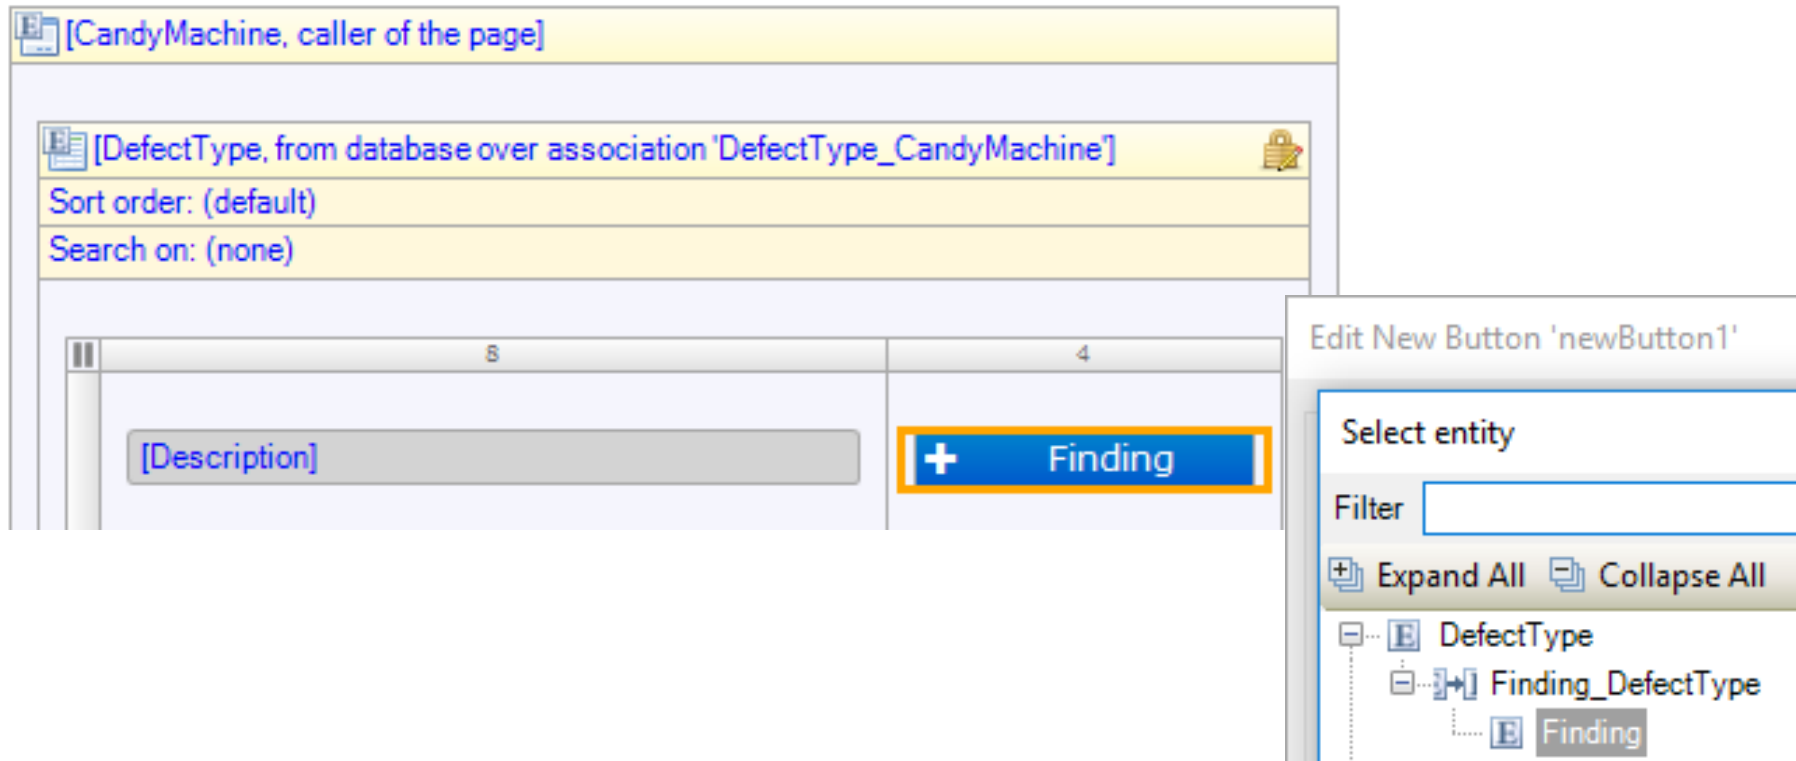 [CandyMachine, caller of the page]
[DefectType, from database over association 'DefectType_CandyMachine']
Sort order: (default)
Search on: (none)
8 4
[Description] Finding
Edit New Button 'newButton1'
Select entity
Filter
Expand All Collapse All
DefectType
Finding_DefectType
Finding